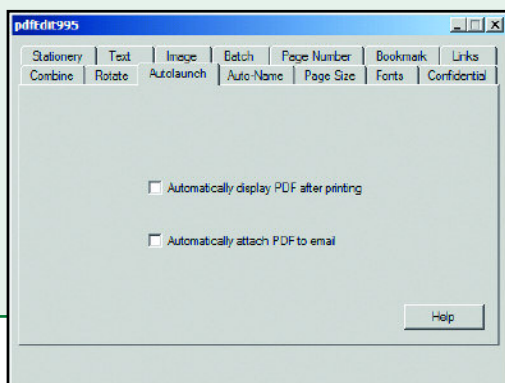 pdfEdit995
Stationery Text Image Batch Page Number Bookmark Links
Combine Rotate Autolaunch Auto-Name Page Size Fonts Confidential
Automatically display PDF after printing
Automatically attach PDF to email
Help